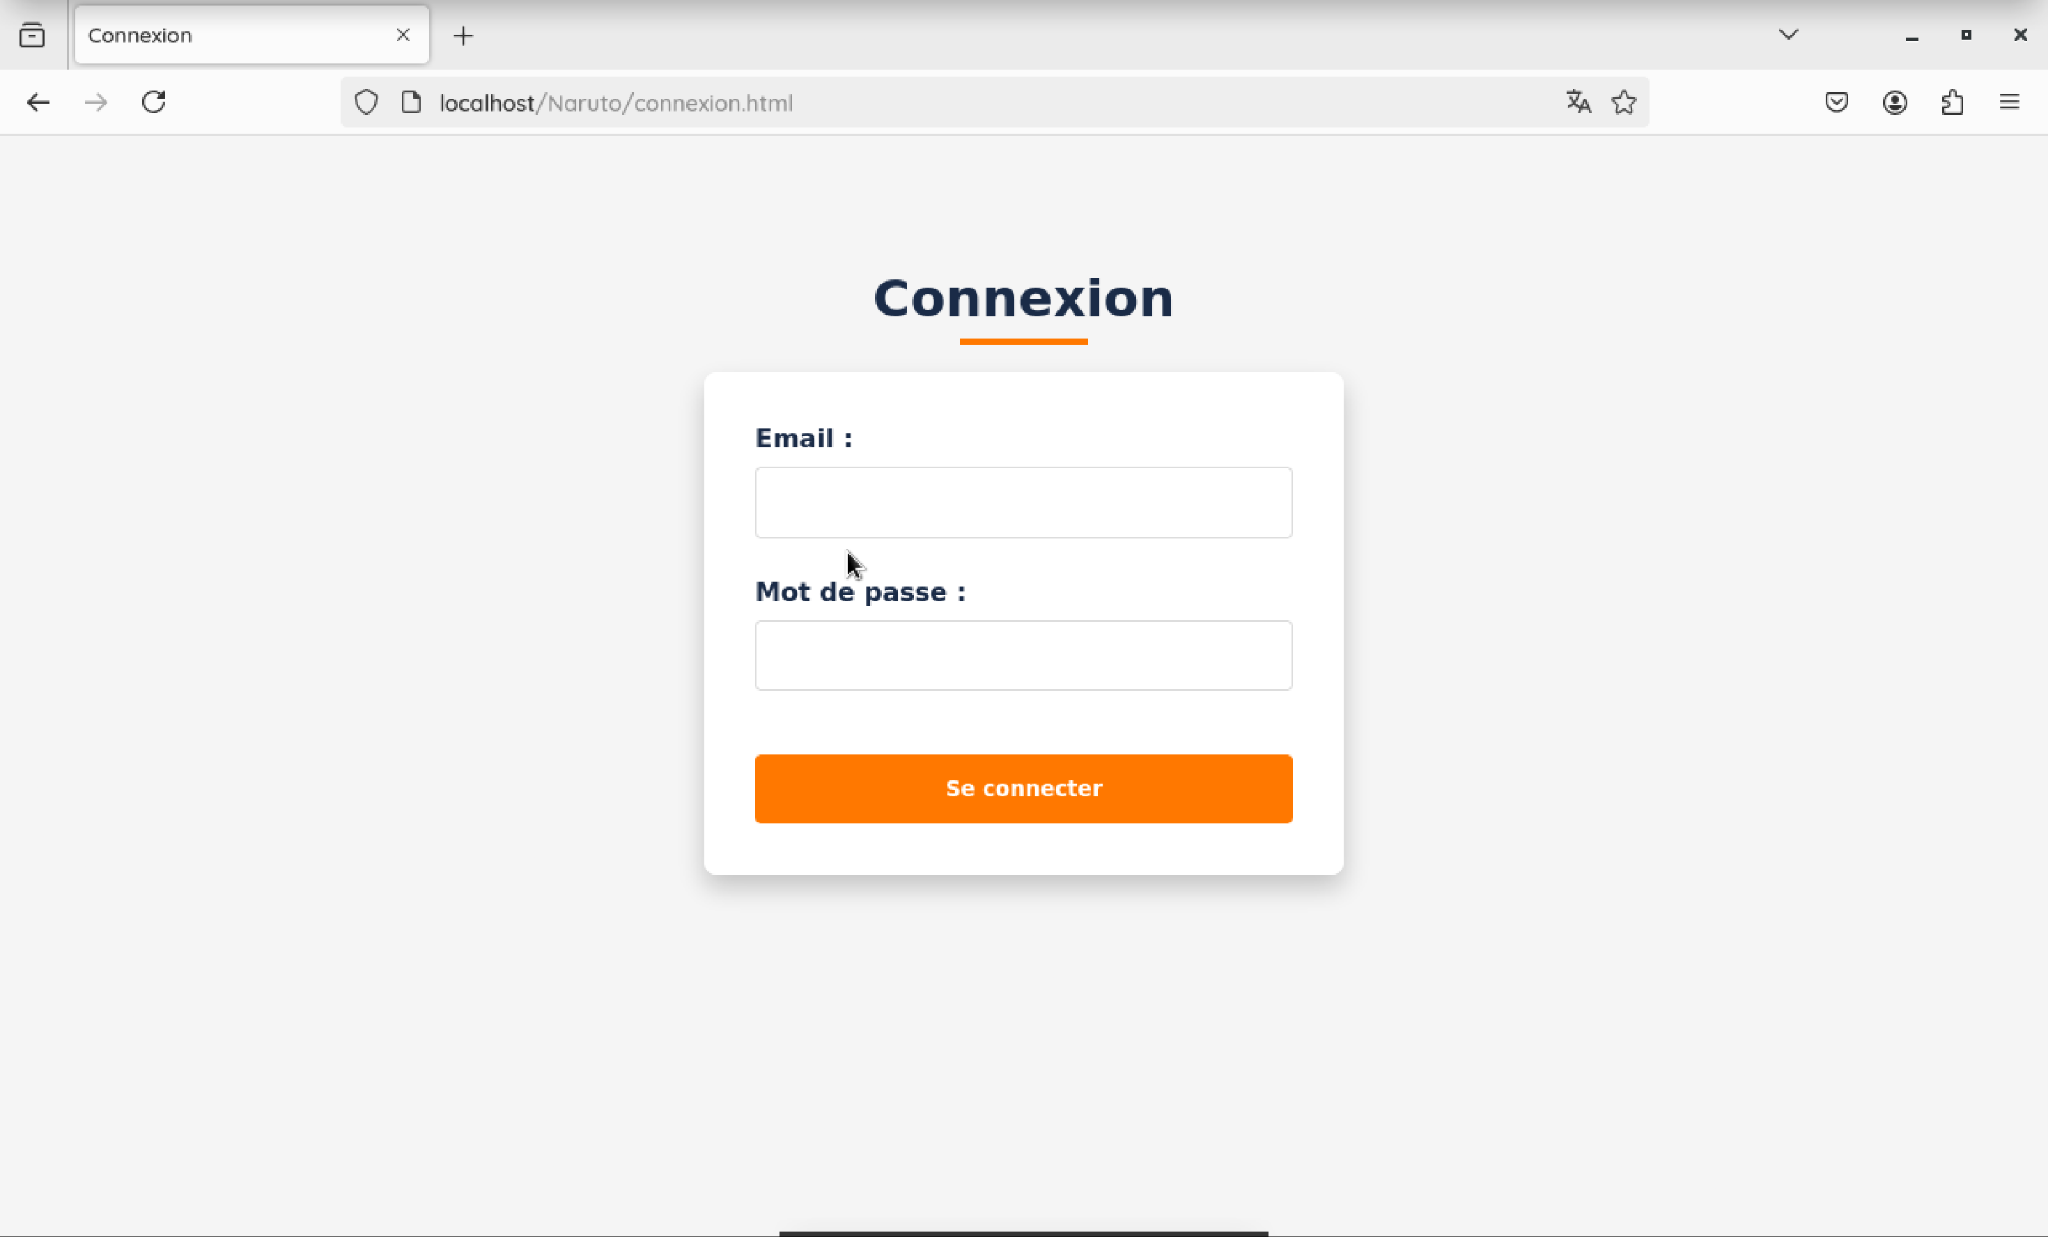 Connexion
localhost/Naruto/connexion.html
Connexion
Email :
Mot de passe :
Se connecter